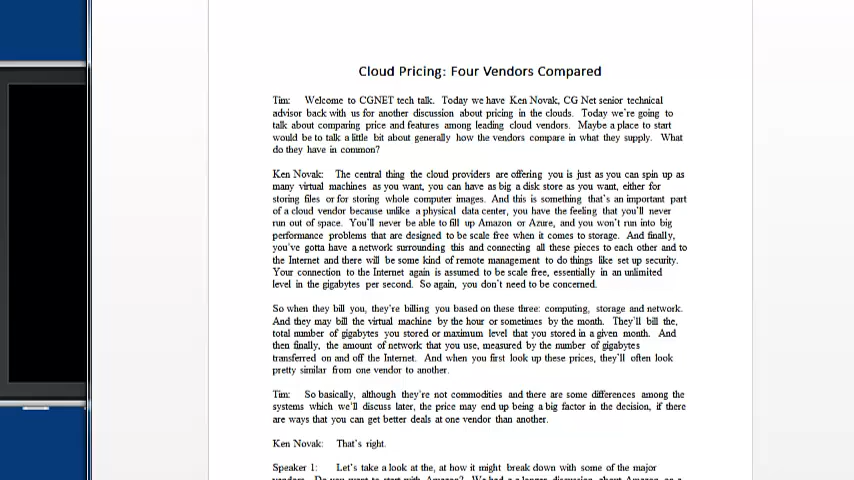 Cloud Pricing: Four Vendors Compared
Tim: Welcome to CGNET tech talk. Today we have Ken Novak, CG Net senior technical
advisor back with us for another discussion about pricing in the clouds. Today we're going to
talk about comparing price and features among leading cloud vendors. Maybe a place to start
would be to talk a little bit about generally how the vendors compare in what they supply. What
do they have in common?
Ken Novak: The central thing the cloud providers are offering you is just as you can spin up as
many virtual machines as you want, you can have as big a disk store as you want, either for
storing files or for storing whole computer images. And this is something that's an important part
of a cloud vendor because unlike a physical data center, you have the feeling that you'll never
run out of space. You'll never be able to fill up Amazon or Azure, and you won't run into big
performance problems that are designed to be scale free when it comes to storage. And finally,
you've gotta have a network surrounding this and connecting all these pieces to each other and to
the Internet and there will be some kind of remote management to do things like set up security.
Your connection to the Internet again is assumed to be scale free, essentially in an unlimited
level in the gigabytes per second. So again, you don't need to be concerned.
So when they bill you, they're billing you based on these three: computing, storage and network.
And they may bill the virtual machine by the hour or sometimes by the month. They'll bill the,
total number of gigabytes you stored or maximum level that you stored in a given month. And
then finally, the amount of network that you use, measured by the number of gigabytes
transferred on and off the Internet. And when you first look up these prices, they'll often look
pretty similar from one vendor to another.
Tim: So basically, although they're not commodities and there are some differences among the
systems which we'll discuss later, the price may end up being a big factor in the decision, if there
are ways that you can get better deals at one vendor than another.
Ken Novak: That's right.
Speaker 1: Let's take a look at the, at how it might break down with some of the major